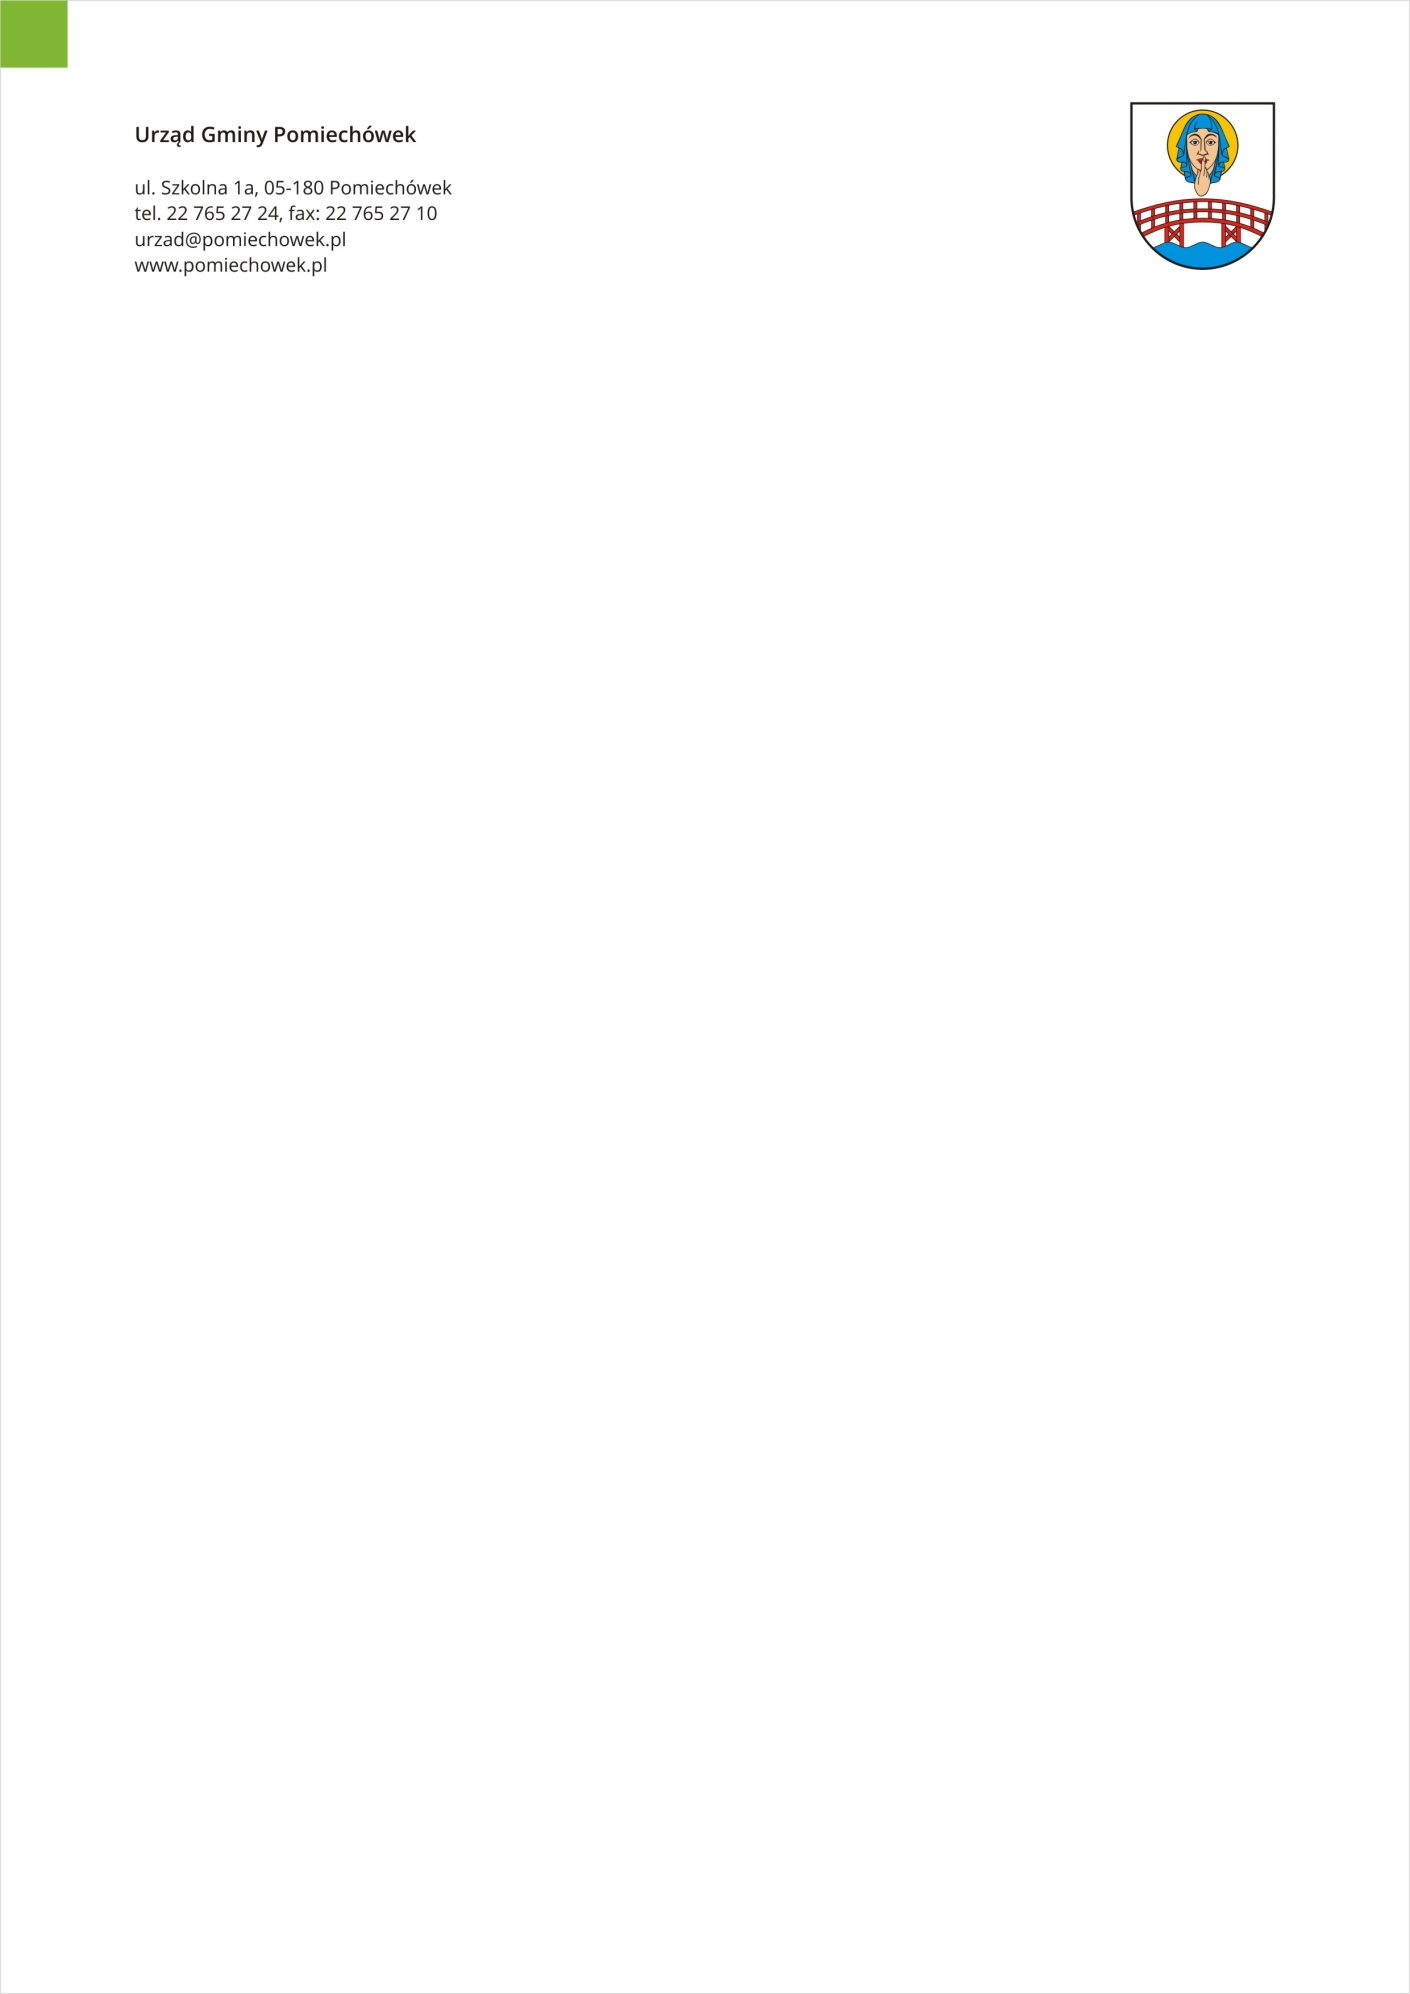 Urząd Gminy Pomiechówek
ul. Szkolna 1a, 05-180 Pomiechówek
tel. 22 765 27 24, fax: 22 765 27 10
urzad@pomiechowek.pl
www.pomiechowek.pl